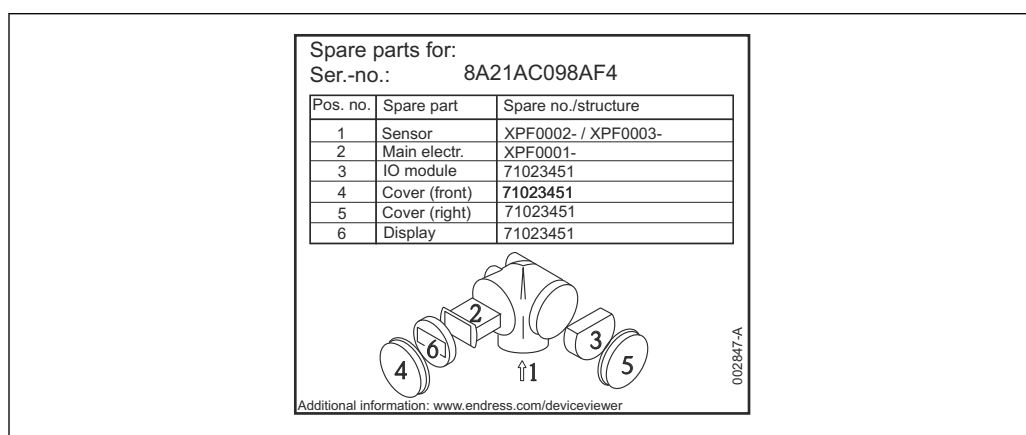 Spare parts for:
Ser.-no.: 8A21AC098AF4
Pos. no. Spare part Spare no./structure
1 Sensor XPF0002- / XPF0003-
2 Main electr. XPF0001-
3 IO module 71023451
4 Cover (front) 71023451
5 Cover (right) 71023451
6 Display 71023451
2
6
3
4
1
5
002847-A
Additional information: www.endress.com/deviceviewer